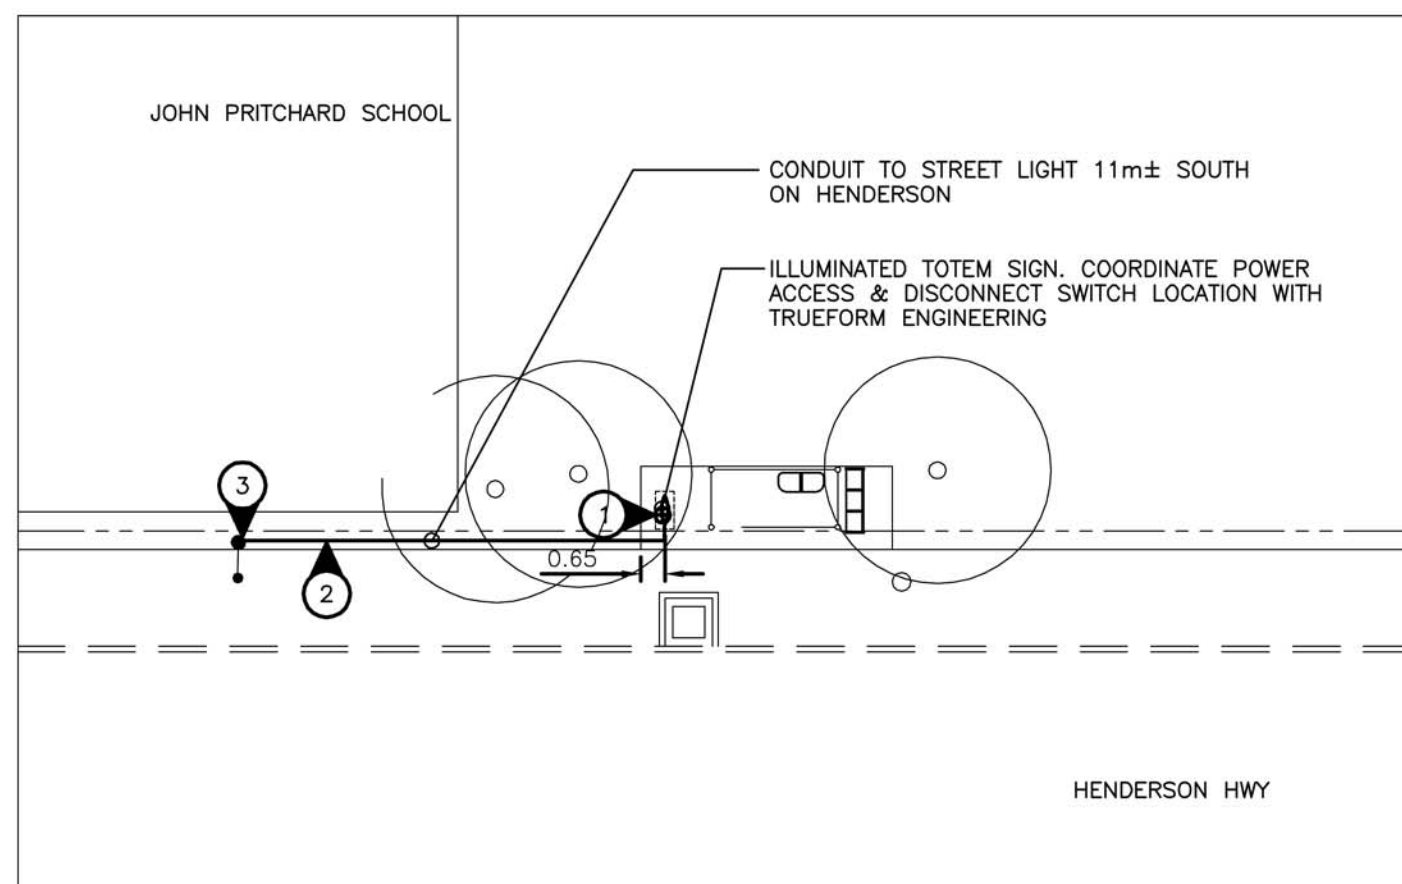 JOHN PRITCHARD SCHOOL
CONDUIT TO STREET LIGHT 11m± SOUTH
ON HENDERSON
ILLUMINATED TOTEM SIGN. COORDINATE POWER
ACCESS & DISCONNECT SWITCH LOCATION WITH
TRUEFORM ENGINEERING
3
1
0.65
2
HENDERSON HWY